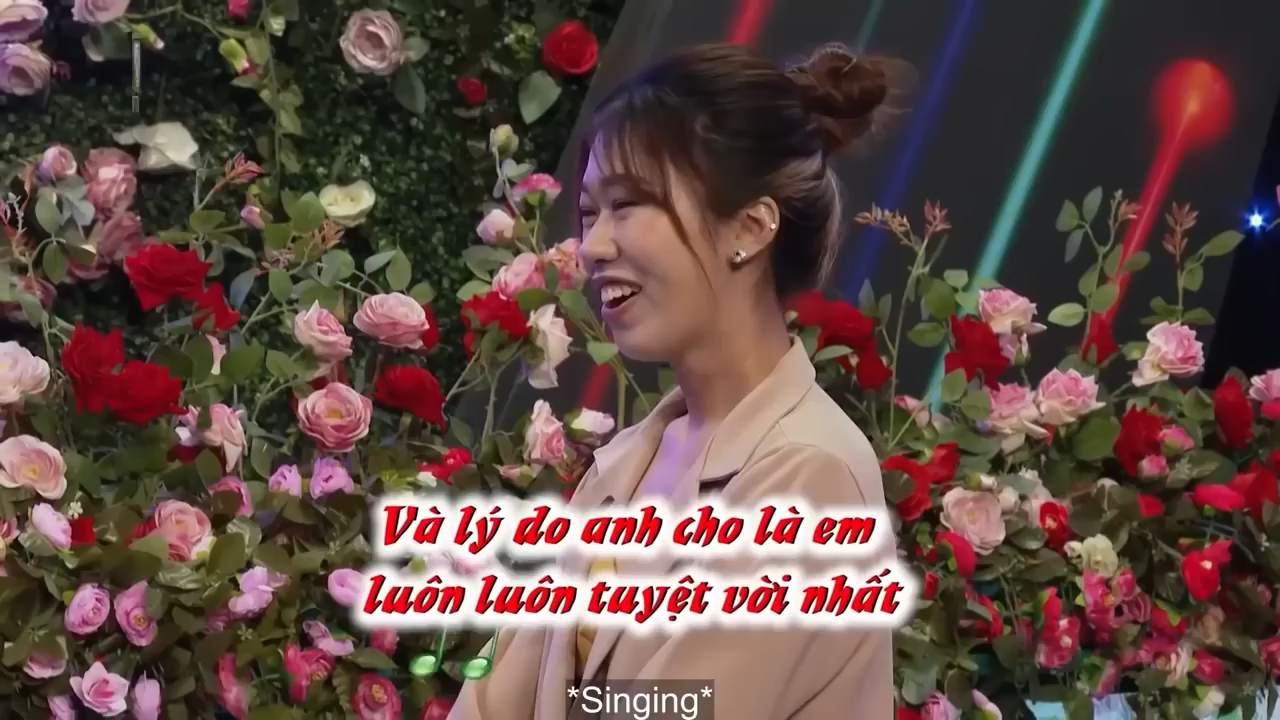 Và lý do anh cho là em
luôn luôn tuyệt vời nhất
*Singing*